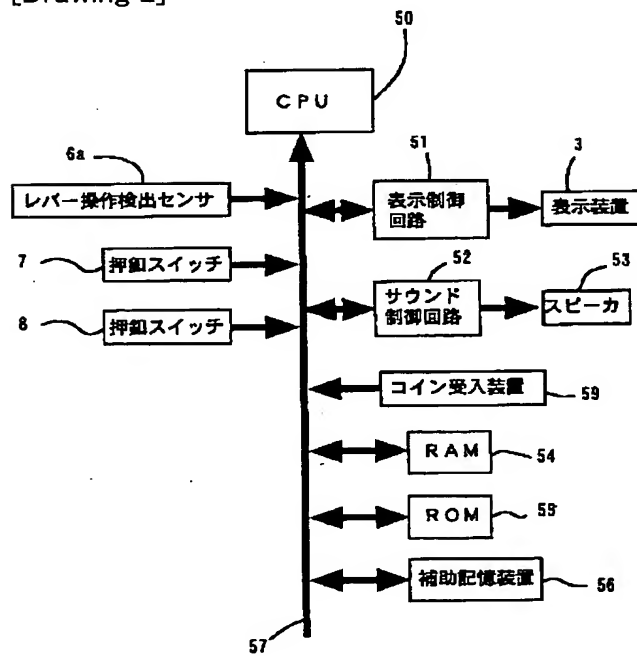 50
CPU
6a
51
3
レバー操作検出センサ
表示制御
回路
表示装置
7
押釦スイッチ
52
53
8
押釦スイッチ
サウンド
制御回路
スピーカ
コイン受入装置
59
RAM
54
ROM
55
補助記憶装置
56
57